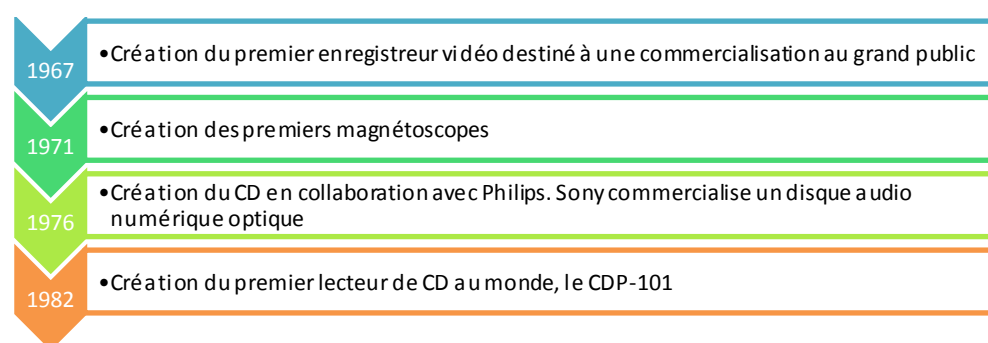 1967
•Création du premier enregistreur vidéo destiné à une commercialisation au grand public
1971
•Création des premiers magnétoscopes
1976
•Création du CD en collaboration avec Philips. Sony commercialise un disque audio
numérique optique
1982
•Création du premier lecteur de CD au monde, le CDP-101